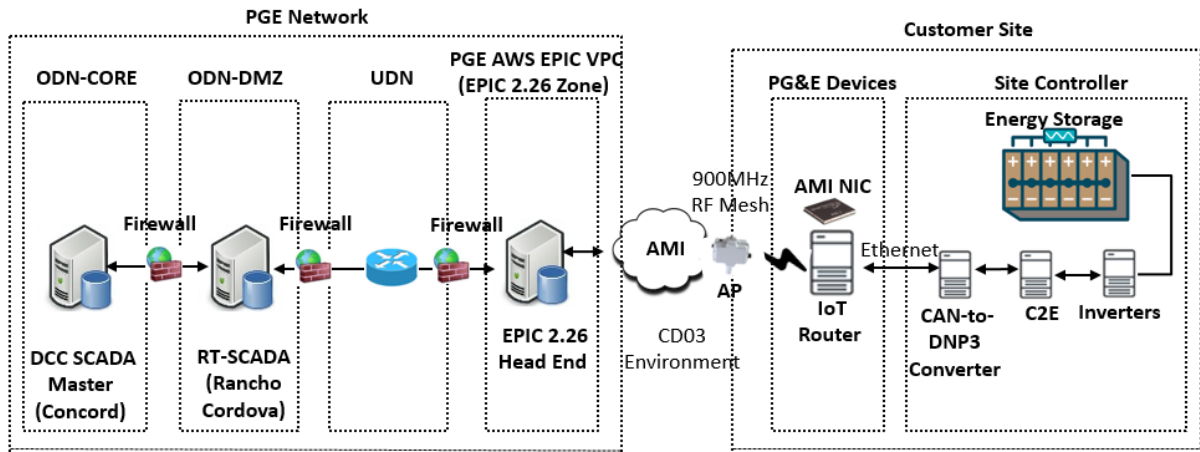 PGE Network
Customer Site
ODN-CORE
ODN-DMZ
UDN
PGE AWS EPIC VPC
(EPIC 2.26 Zone)
PG&E Devices
Site Controller
Energy Storage
900MHz
RF Mesh
AMI NIC
Firewall
Firewall
Firewall
AMI
Ethernet
AP
IoT
Router
CAN-to-
DNP3
Converter
C2E
Inverters
DCC SCADA
Master
(Concord)
RT-SCADA
(Rancho
Cordova)
EPIC 2.26
Head End
CD03
Environment